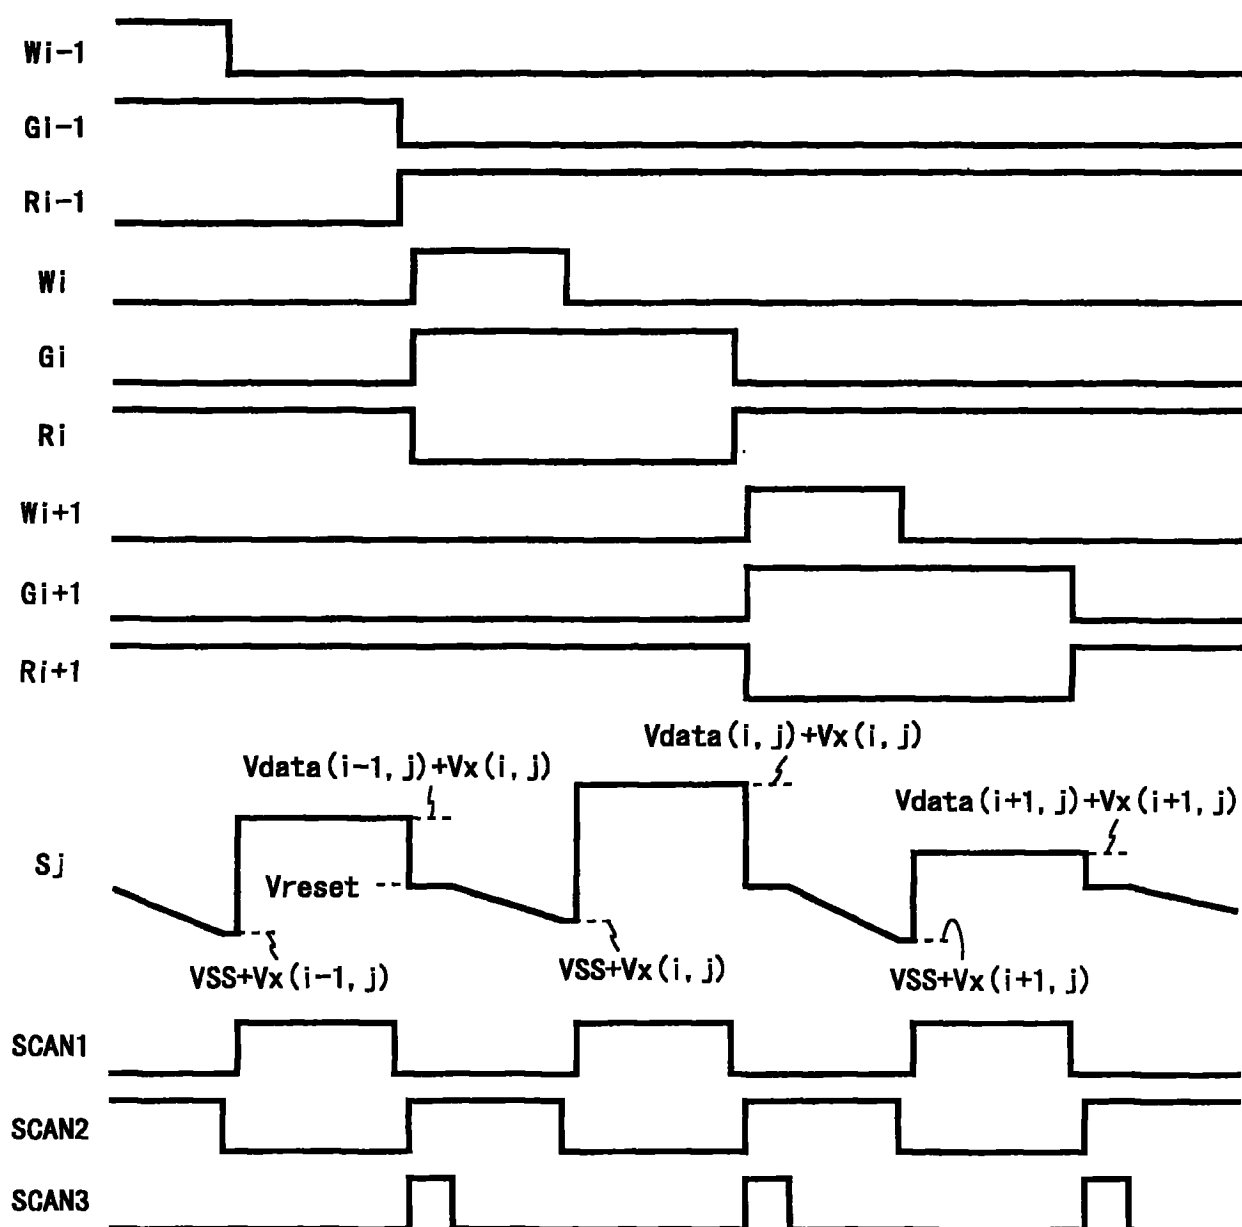 Wi-1
Gi-1
Ri-1
Wi
Gi
Ri
Wi+1
Gi+1
Ri+1
Vdata(i,j)+Vx(i,j)
Vdata(i-1,j)+Vx(i,j)
Vdata(i+1,j)+Vx(i+1,j)
Sj
Vreset
VSS+Vx(i-1,j)
VSS+Vx(i,j)
VSS+Vx(i+1,j)
SCAN1
SCAN2
SCAN3